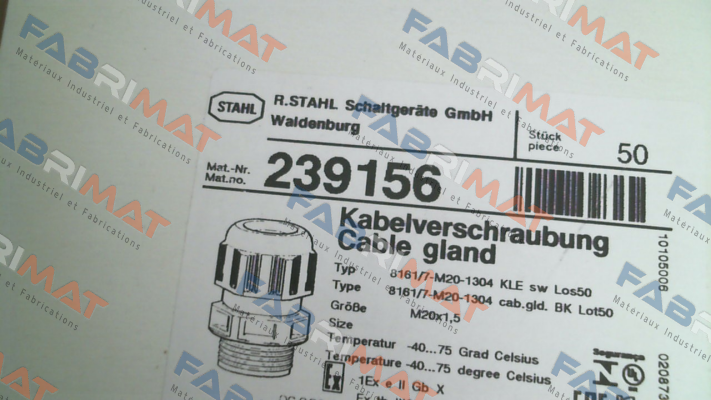 STAHL
R.STAHL Schaltgeräte GmbH
Waldenburg
Stück
piece
50
Mat.-Nr.
Mat.no.
239156
Kabelverschraubung
Cable gland
Typ 8161/7-M20-1304 KLE sw Los50
Type 8161/7-M20-1304 cab.gld. BK Lot50
Größe M20x1,5
Size
Temperatur -40...75 Grad Celsius
Temperature -40...75 degree Celsius
1Ex e II Gb X
10105006
020873
FABRIMAT
Materiaux Industriel et Fabrications